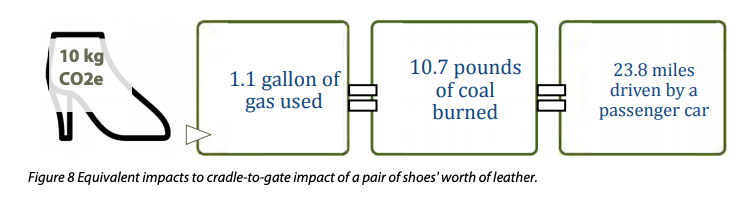 10 kg
CO2e
1.1 gallon of
gas used
10.7 pounds
of coal
burned
23.8 miles
driven by a
passenger car
Figure 8 Equivalent impacts to cradle-to-gate impact of a pair of shoes' worth of leather.